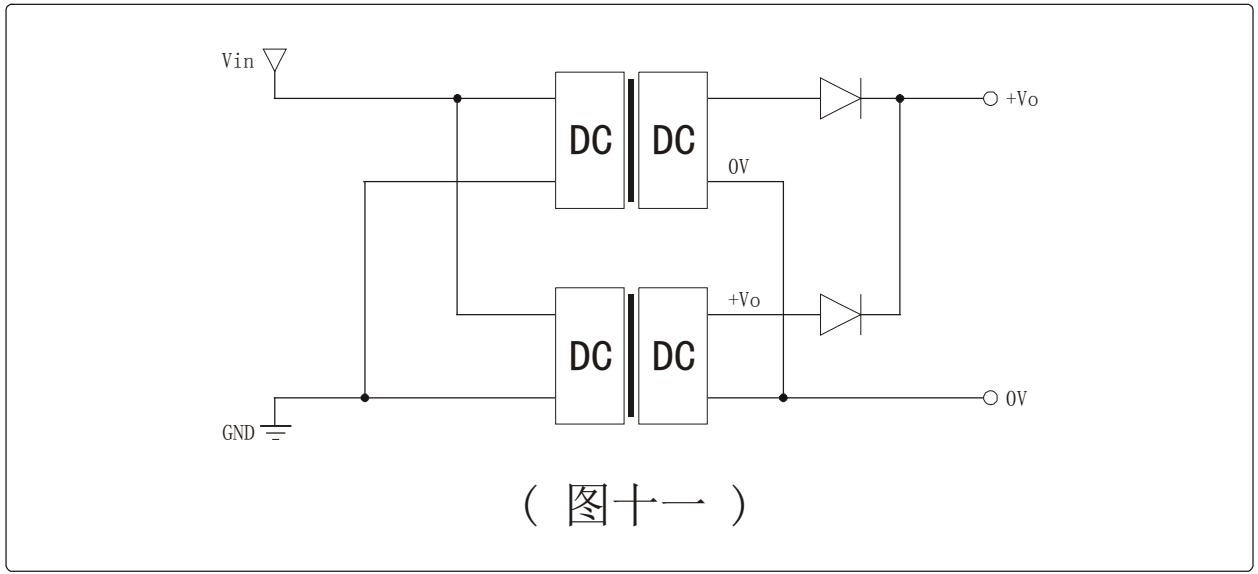 Vin
+Vo
DC DC
0V
+Vo
DC DC
0V
GND
( 图十一 )